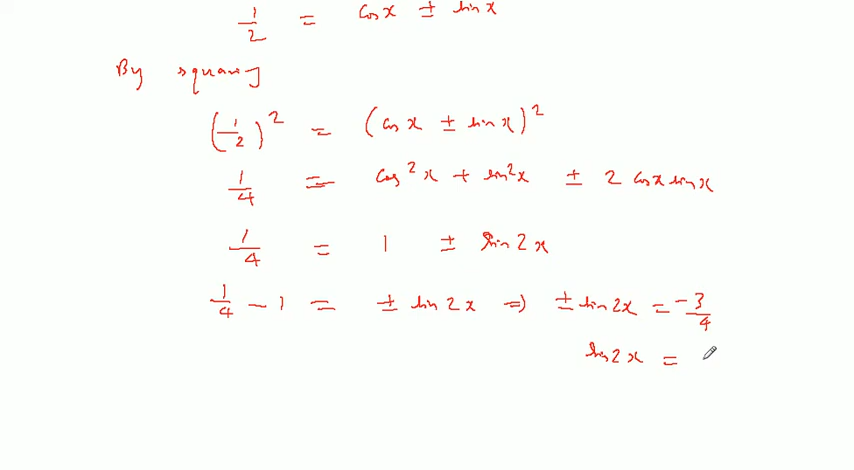 1/2 = cos x ± sin x
By squaring
(1/2)^2 = (cos x ± sin x)^2
1/4 = cos^2 x + sin^2 x ± 2 cos x sin x
1/4 = 1 ± sin 2x
1/4 - 1 = ± sin 2x ⇒ ± sin 2x = -3/4
sin 2x =